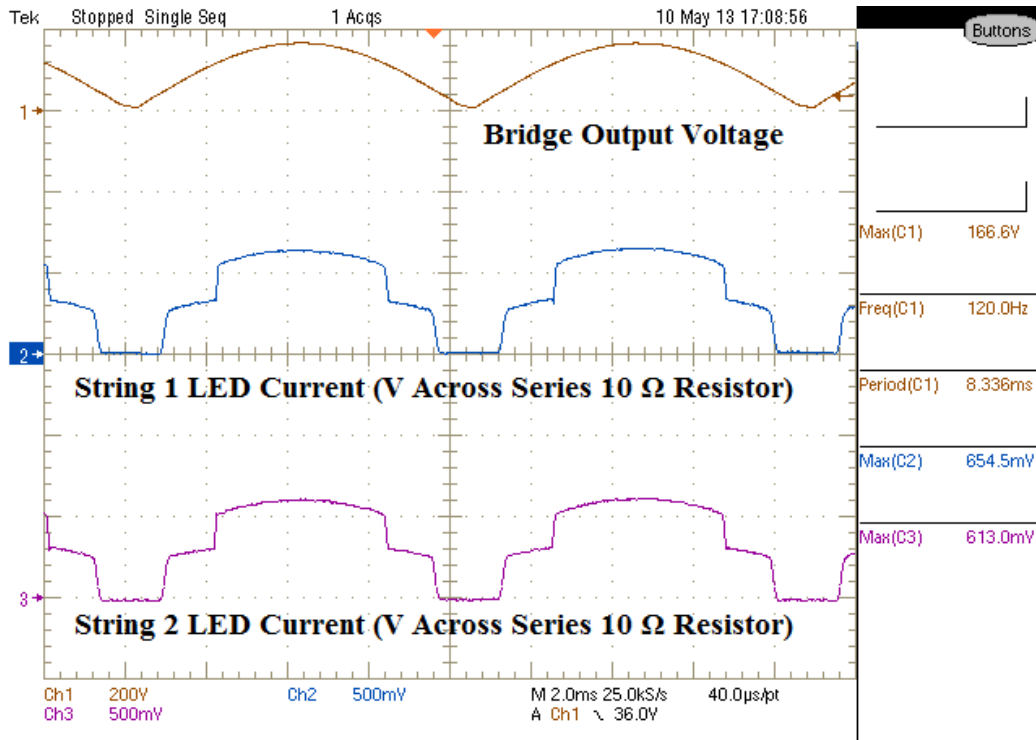 Tek Stopped Single Seq 1 Acqs 10 May 13 17:08:56
Buttons
1
Bridge Output Voltage
Max(C1) 166.6V
Freq(C1) 120.0Hz
2
String 1 LED Current (V Across Series 10 Ω Resistor)
Period(C1) 8.336ms
Max(C2) 654.5mV
Max(C3) 613.0mV
3
String 2 LED Current (V Across Series 10 Ω Resistor)
Ch1 200V Ch2 500mV M 2.0ms 25.0kS/s 40.0µs/pt
Ch3 500mV A Ch1 ∖ 36.0V